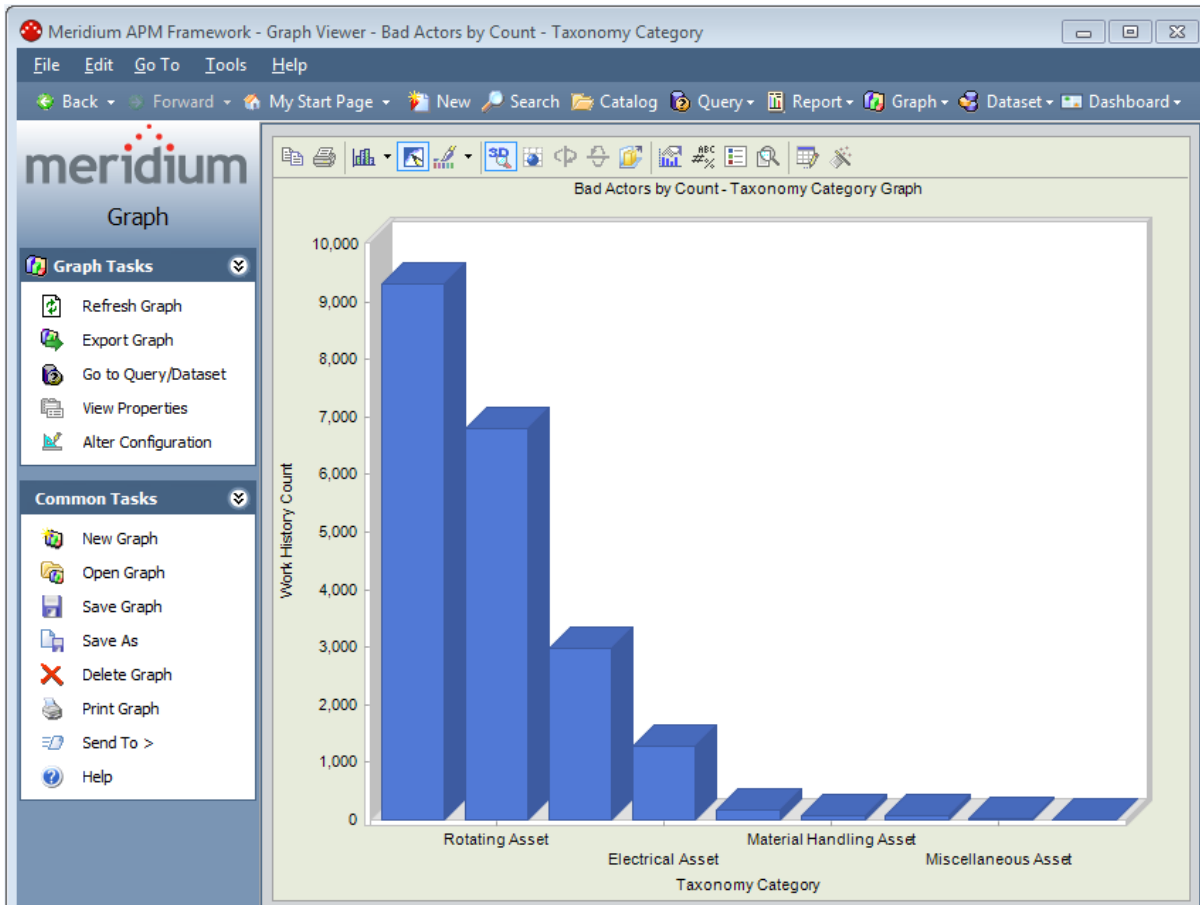 Meridium APM Framework - Graph Viewer - Bad Actors by Count - Taxonomy Category
File Edit Go To Tools Help
Back Forward My Start Page New Search Catalog Query Report Graph Dataset Dashboard
meridium
Graph
Graph Tasks
Refresh Graph
Export Graph
Go to Query/Dataset
View Properties
Alter Configuration
Common Tasks
New Graph
Open Graph
Save Graph
Save As
Delete Graph
Print Graph
Send To >
Help
3D
ABC
#%
Bad Actors by Count - Taxonomy Category Graph
10,000
9,000
8,000
7,000
6,000
5,000
4,000
3,000
2,000
1,000
0
Work History Count
Rotating Asset
Material Handling Asset
Electrical Asset
Miscellaneous Asset
Taxonomy Category